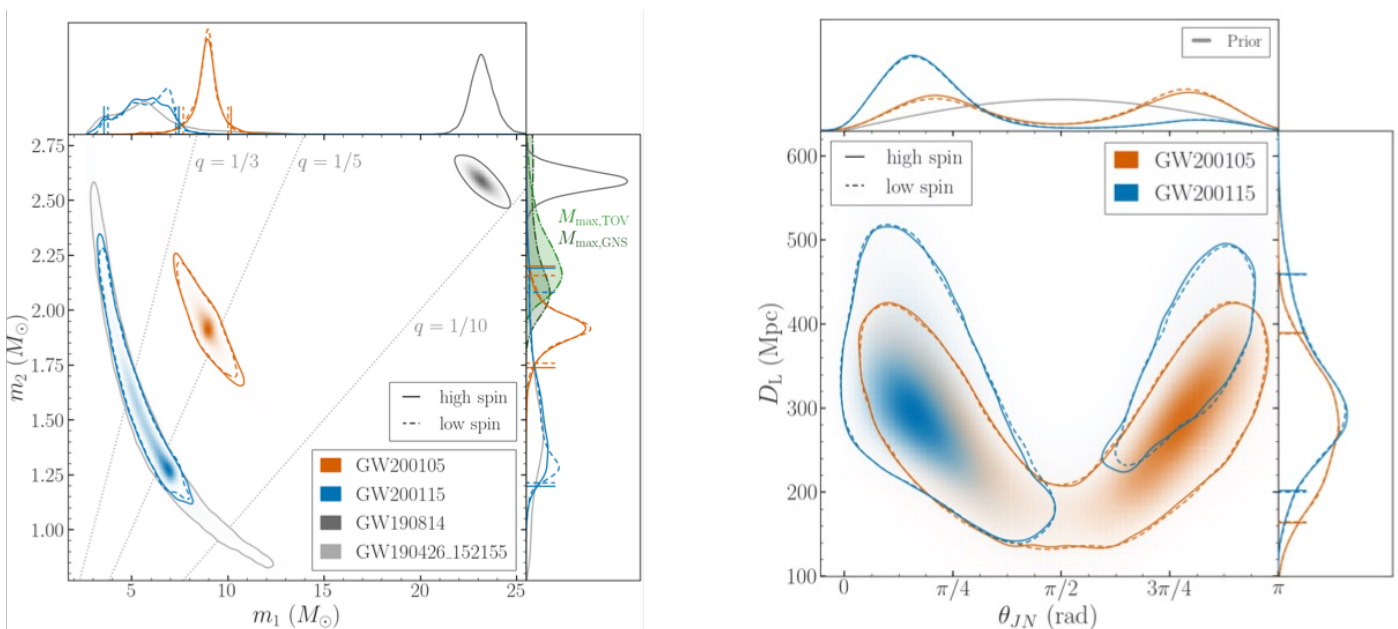 q = 1/3
q = 1/5
q = 1/10
M_max,TOV
M_max,GNS
2.75
2.50
2.25
2.00
1.75
1.50
1.25
1.00
m_2 (M_⊙)
high spin
low spin
GW200105
GW200115
GW190814
GW190426_152155
5
10
15
20
25
m_1 (M_⊙)
Prior
high spin
low spin
GW200105
GW200115
600
500
400
300
200
100
D_L (Mpc)
0
π/4
π/2
3π/4
π
θ_JN (rad)